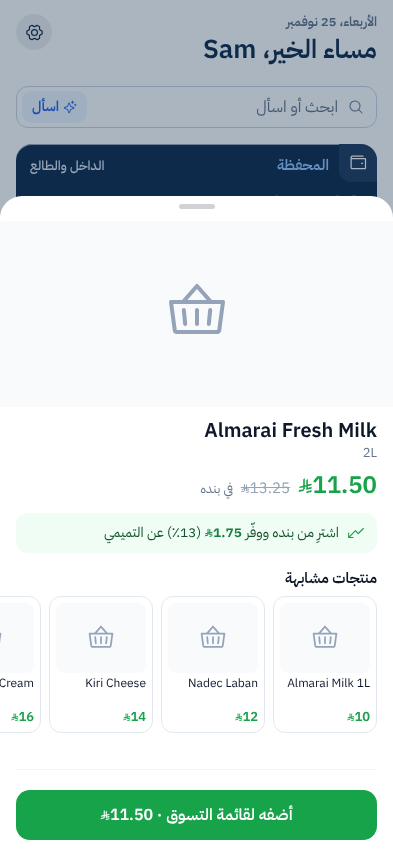 الأربعاء، 25 نوفمبر
مساء الخير، Sam
ابحث أو اسأل
اسأل
المحفظة
الداخل والطالع
Almarai Fresh Milk
2L
⃁11.50 ⃁13.25 في بنده
اشترِ من بنده ووفّر ⃁1.75 (13٪) عن التميمي
منتجات مشابهة
Almarai Milk 1L
⃁10
Nadec Laban
⃁12
Kiri Cheese
⃁14
Cream
⃁16
أضفه لقائمة التسوق · ⃁11.50